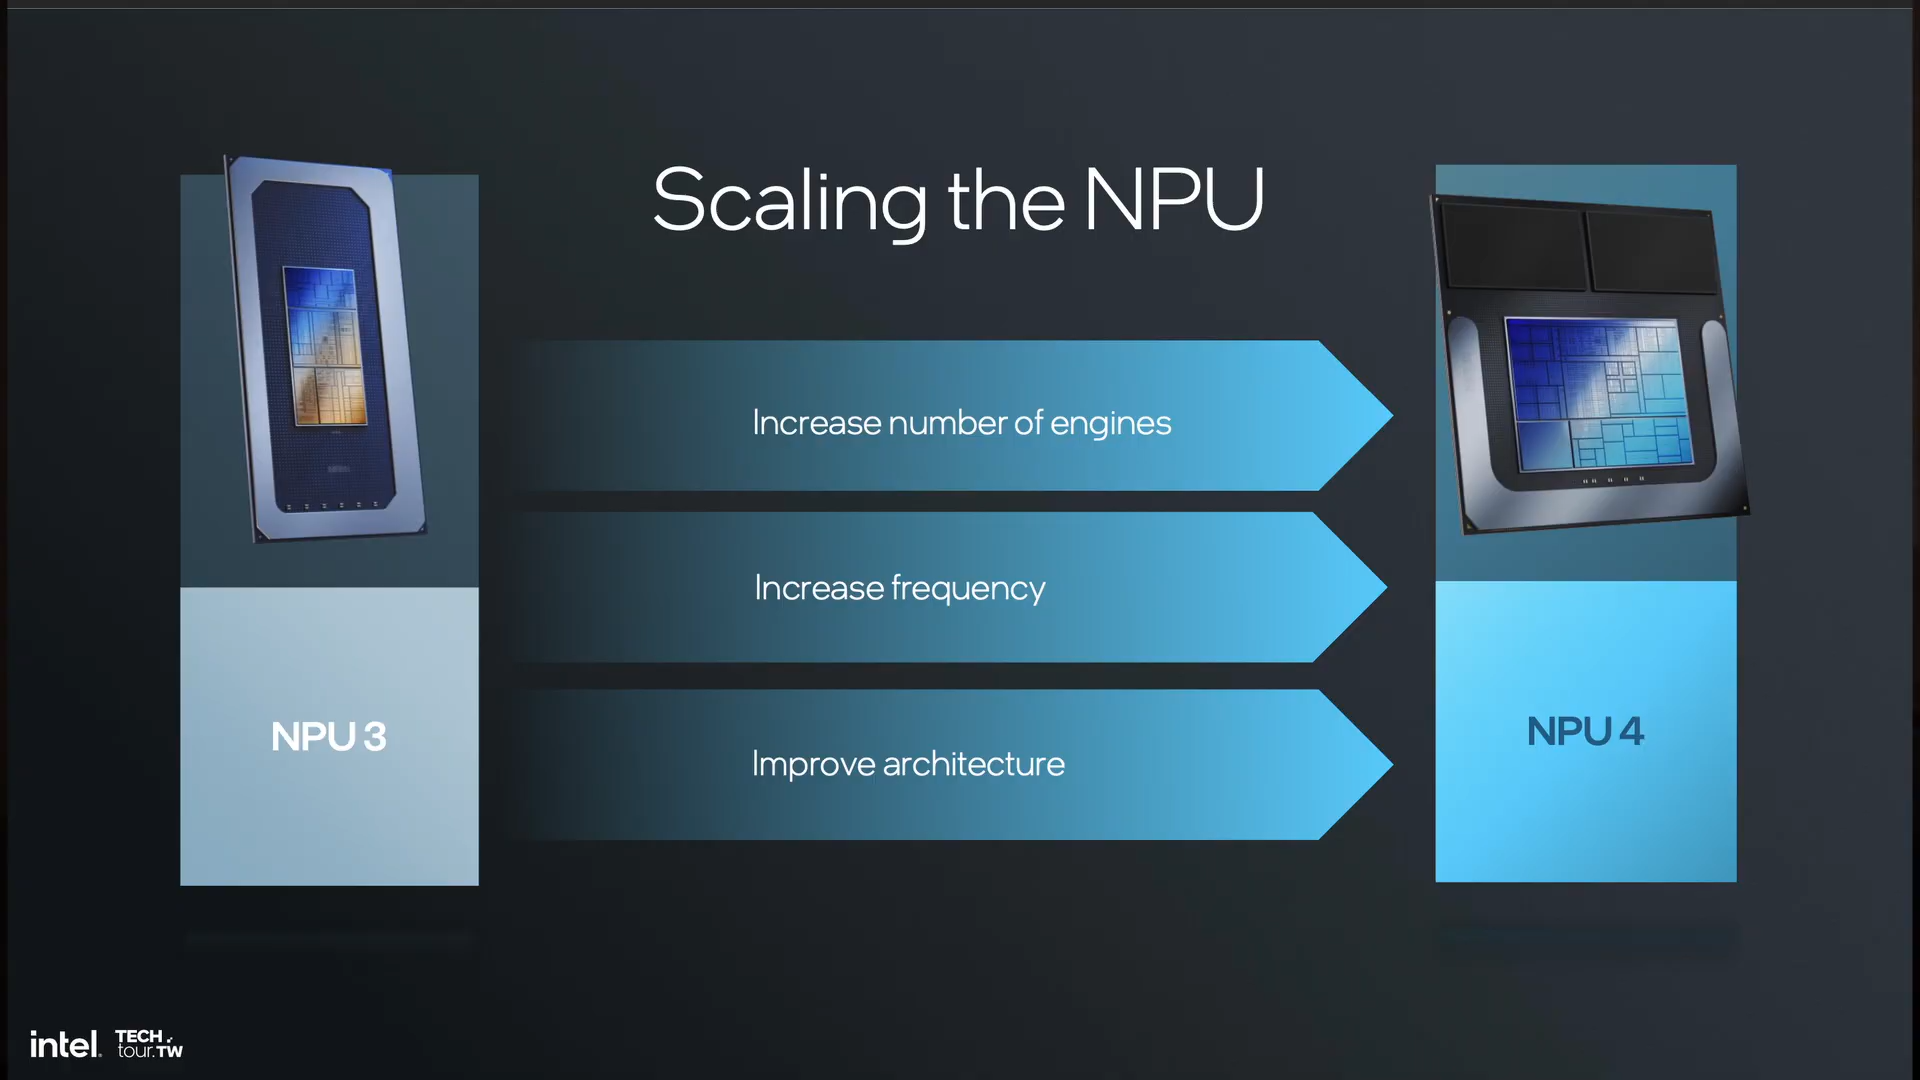 Scaling the NPU
Increase number of engines
Increase frequency
Improve architecture
NPU 3
NPU 4
intel.
TECH
tour.TW